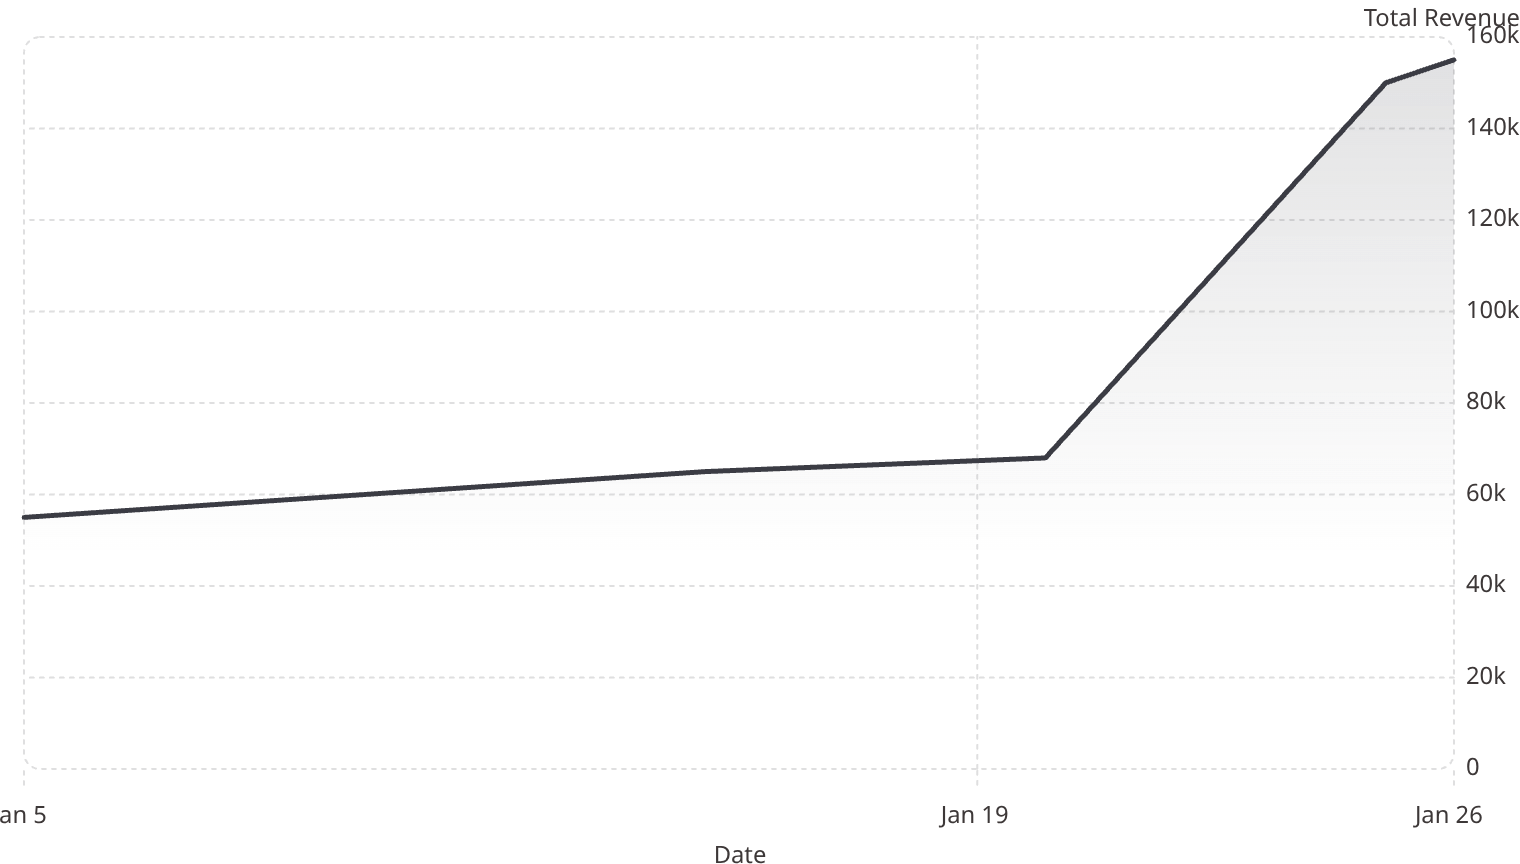 Total Revenue
160k
140k
120k
100k
80k
60k
40k
20k
0
an 5
Jan 19
Jan 26
Date